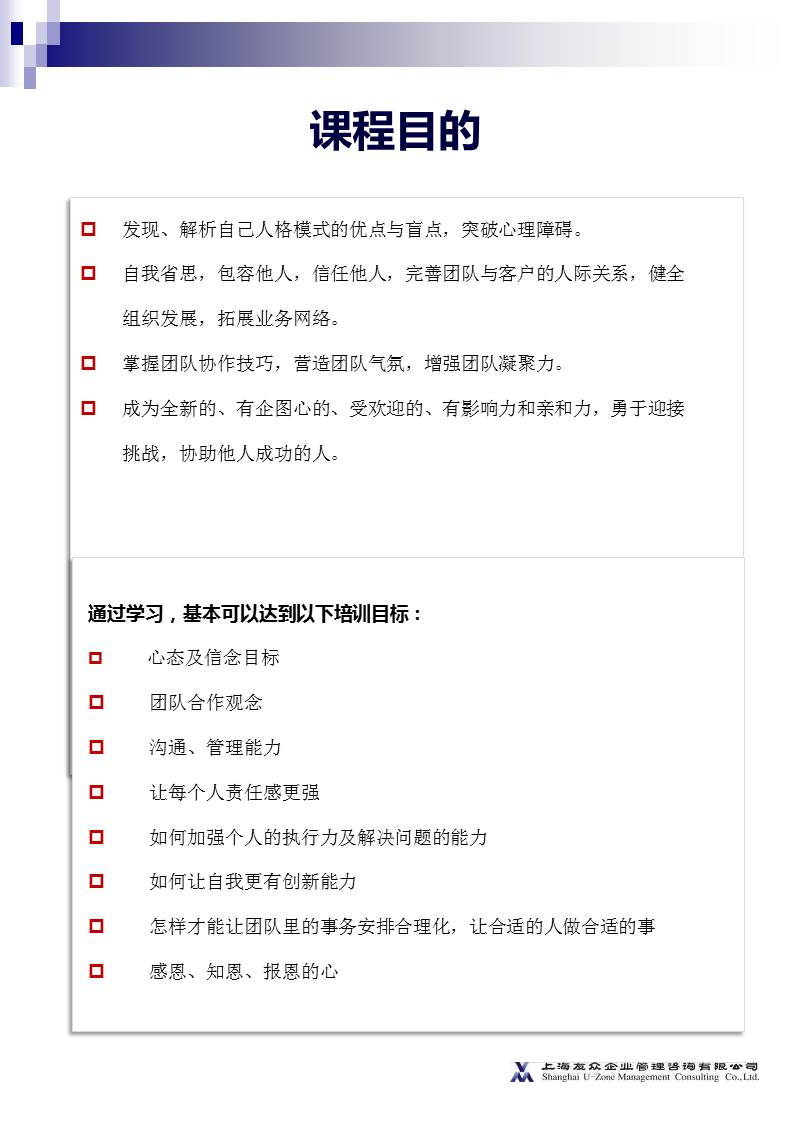 课程目的
发现、解析自己人格模式的优点与盲点，突破心理障碍。
自我省思，包容他人，信任他人，完善团队与客户的人际关系，健全
组织发展，拓展业务网络。
掌握团队协作技巧，营造团队气氛，增强团队凝聚力。
成为全新的、有企图心的、受欢迎的、有影响力和亲和力，勇于迎接
挑战，协助他人成功的人。
通过学习，基本可以达到以下培训目标：
心态及信念目标
团队合作观念
沟通、管理能力
让每个人责任感更强
如何加强个人的执行力及解决问题的能力
如何让自我更有创新能力
怎样才能让团队里的事务安排合理化，让合适的人做合适的事
感恩、知恩、报恩的心
上海友众企业管理咨询有限公司
Shanghai U-Zone Management Consulting Co.,Ltd.